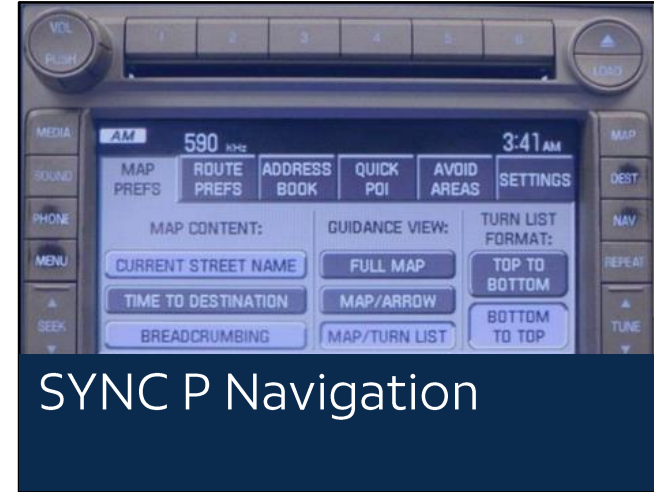 VOL
PUSH
1 2 3 4 5 6
LOAD
MEDIA
SOUND
PHONE
MENU
SEEK
AM 590 KHz 3:41 AM
MAP PREFS
ROUTE PREFS
ADDRESS BOOK
QUICK POI
AVOID AREAS
SETTINGS
MAP CONTENT:
CURRENT STREET NAME
TIME TO DESTINATION
BREADCRUMBING
GUIDANCE VIEW:
FULL MAP
MAP/ARROW
MAP/TURN LIST
TURN LIST
FORMAT:
TOP TO
BOTTOM
BOTTOM
TO TOP
MAP
DEST
NAV
REPEAT
TUNE
SYNC P Navigation